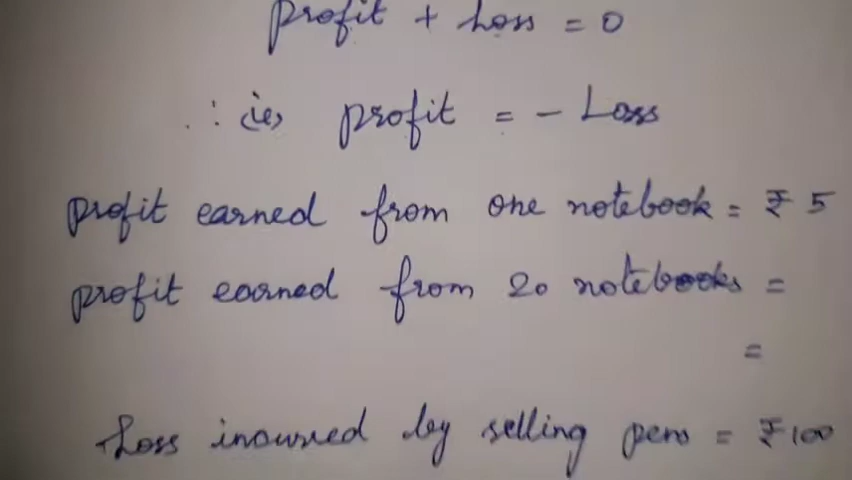 profit + Loss = 0
∴ (ie) profit = - Loss
profit earned from one notebook = ₹ 5
profit earned from 20 notebooks =
=
Loss incurred by selling pens = ₹ 100